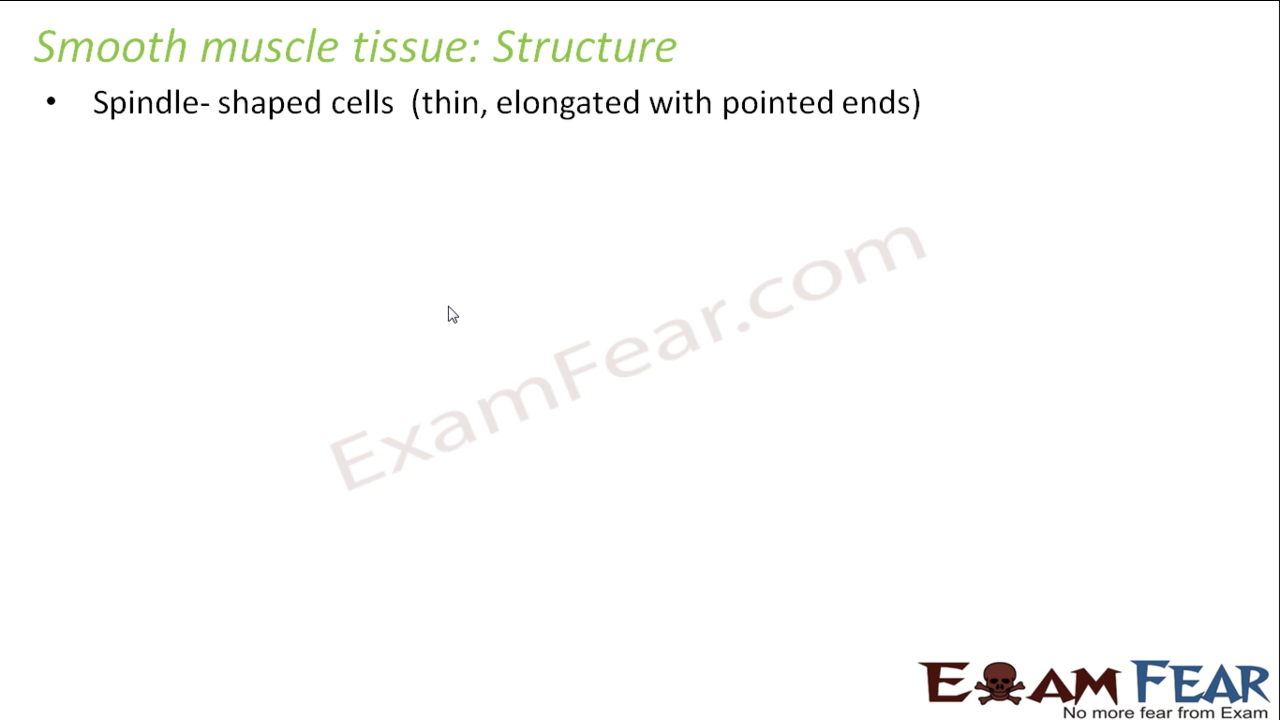 Smooth muscle tissue: Structure
• Spindle- shaped cells (thin, elongated with pointed ends)
ExamFear.com
EXAM FEAR
No more fear from Exam